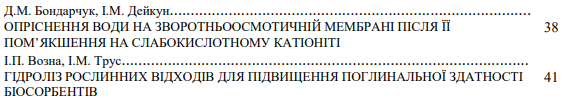 Д.М. Бондарчук, І.М. Дейкун........................................................................................
ОПРІСНЕННЯ ВОДИ НА ЗВОРОТНЬООСМОТИЧНІЙ МЕМБРАНІ ПІСЛЯ ЇЇ 38
ПОМ’ЯКШЕННЯ НА СЛАБОКИСЛОТНОМУ КАТІОНІТІ
І.П. Возна, І.М. Трус.....................................................................................................
ГІДРОЛІЗ РОСЛИННИХ ВІДХОДІВ ДЛЯ ПІДВИЩЕННЯ ПОГЛИНАЛЬНОЇ ЗДАТНОСТІ 41
БІОСОРБЕНТІВ